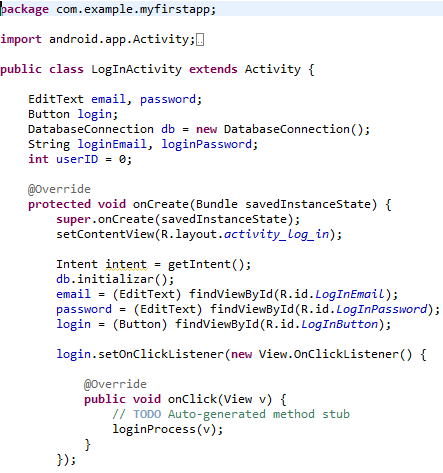 package com.example.myfirstapp;
import android.app.Activity;
public class LogInActivity extends Activity {
EditText email, password;
Button login;
DatabaseConnection db = new DatabaseConnection();
String loginEmail, loginPassword;
int userID = 0;
@Override
protected void onCreate(Bundle savedInstanceState) {
super.onCreate(savedInstanceState);
setContentView(R.layout.activity_log_in);
Intent intent = getIntent();
db.initializar();
email = (EditText) findViewById(R.id.LogInEmail);
password = (EditText) findViewById(R.id.LogInPassword);
login = (Button) findViewById(R.id.LogInButton);
login.setOnClickListener(new View.OnClickListener() {
@Override
public void onClick(View v) {
// TODO Auto-generated method stub
loginProcess(v);
}
});